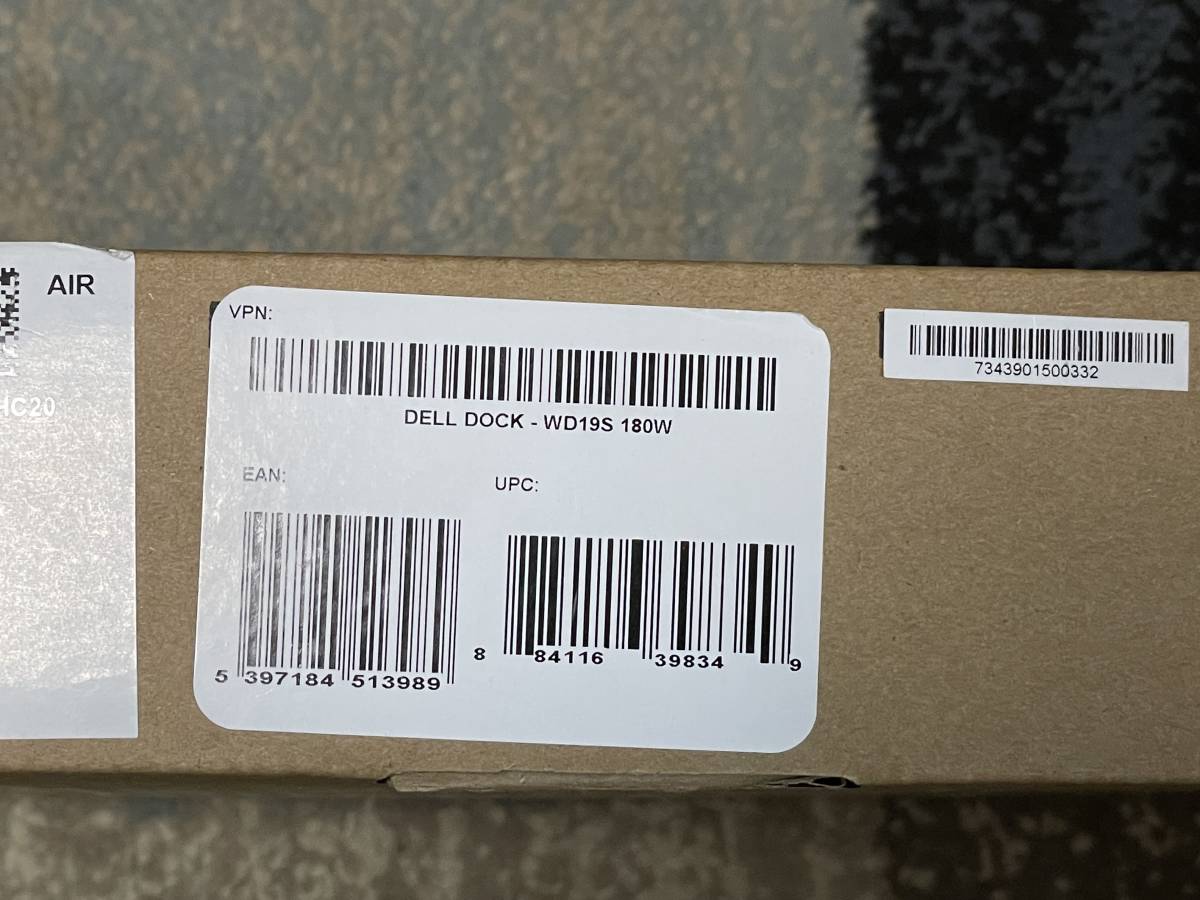 AIR
HC20
VPN:
DELL DOCK - WD19S 180W
EAN:
5 397184 513989
UPC:
8 84116 39834 9
7343901500332